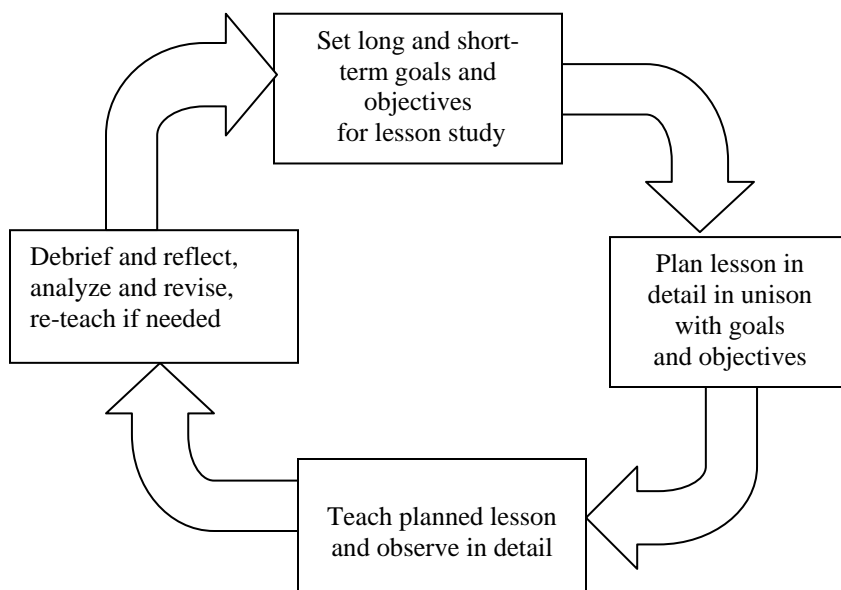 Set long and short-
term goals and
objectives
for lesson study
Plan lesson in
detail in unison
with goals
and objectives
Teach planned lesson
and observe in detail
Debrief and reflect,
analyze and revise,
re-teach if needed